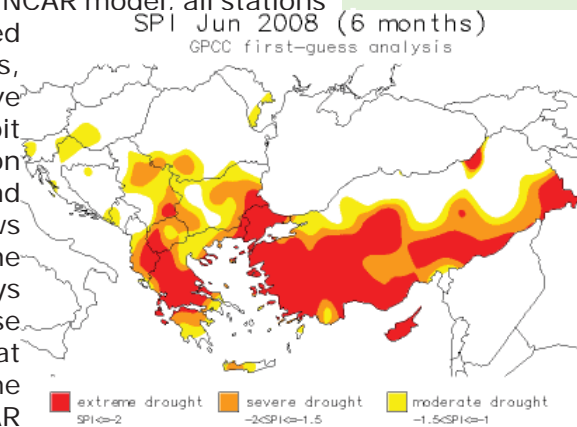 NCAR model, all stations
SPI Jun 2008 (6 months)
GPCC first-guess analysis
ed
s,
ve
bit
on
nd
ws
ne
ys
se
at
ne
AR
extreme drought
SPI<=-2
severe drought
-2<SPI<=-1.5
moderate drought
-1.5<SPI<=-1